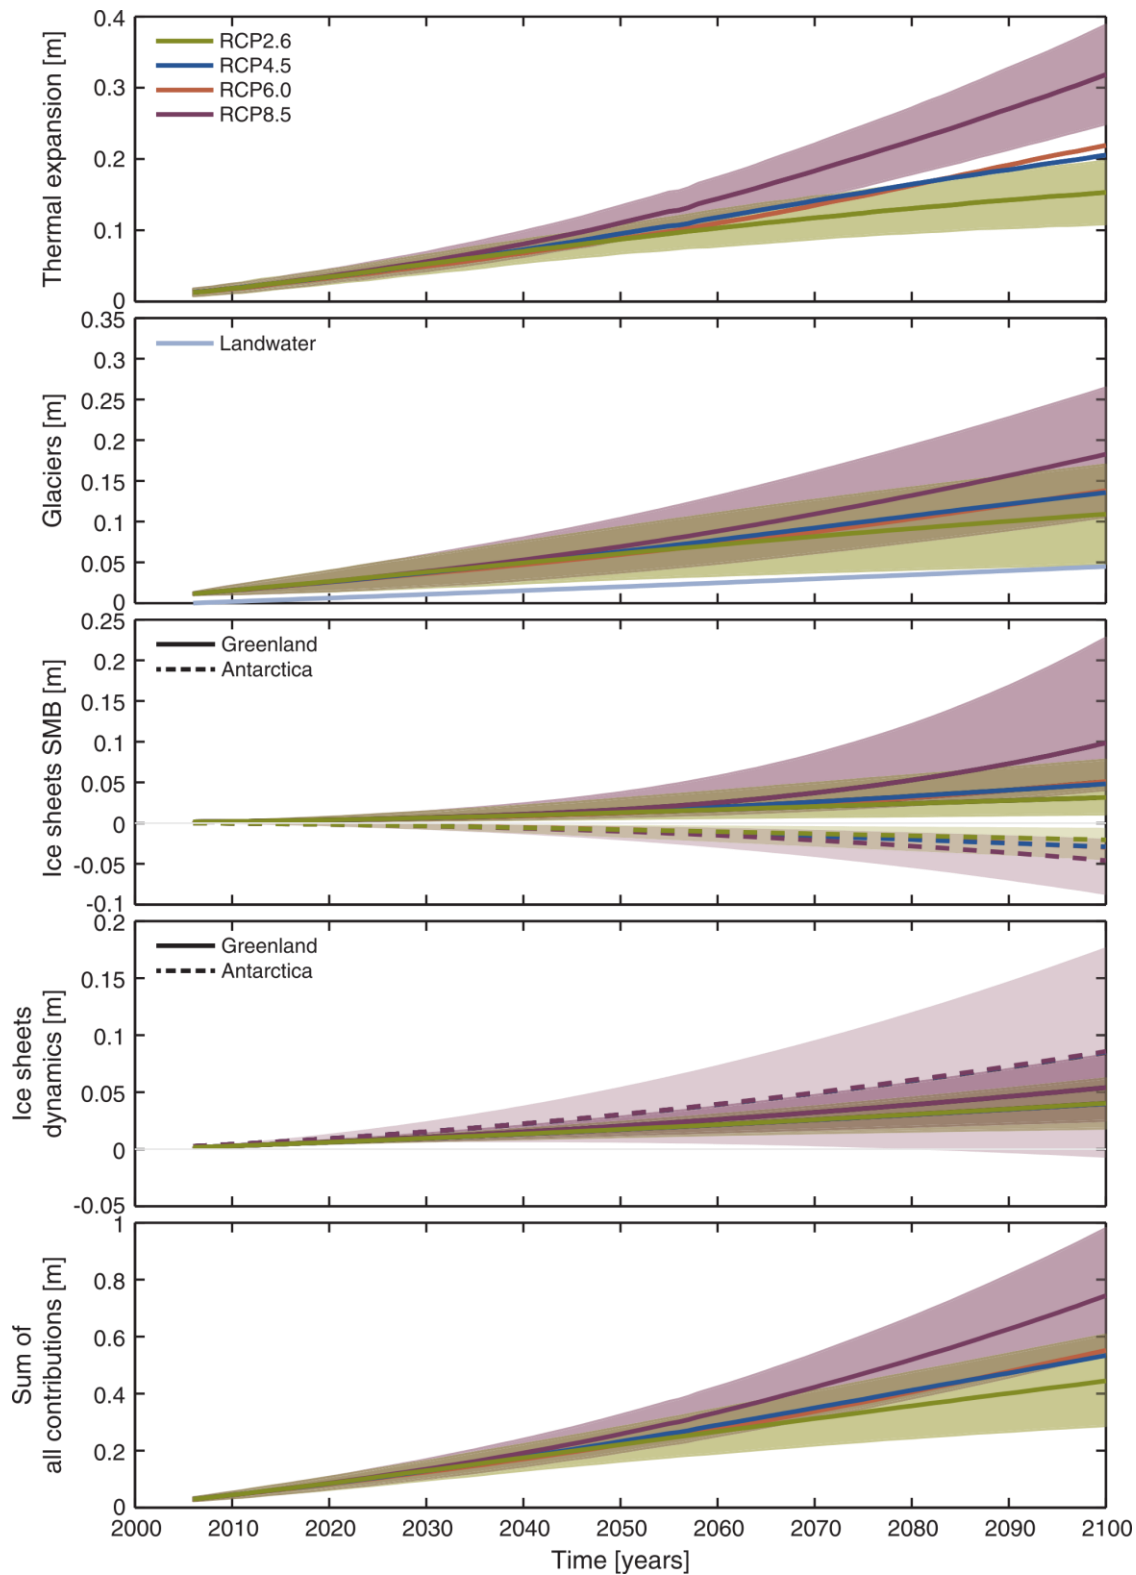 Thermal expansion [m]
0.4
0.3
0.2
0.1
0
RCP2.6
RCP4.5
RCP6.0
RCP8.5
Glaciers [m]
0.35
0.3
0.25
0.2
0.15
0.1
0.05
0
Landwater
Ice sheets SMB [m]
0.25
0.2
0.15
0.1
0.05
0
-0.05
-0.1
Greenland
Antarctica
Ice sheets
dynamics [m]
0.2
0.15
0.1
0.05
0
-0.05
Greenland
Antarctica
Sum of
all contributions [m]
1
0.8
0.6
0.4
0.2
0
2000 2010 2020 2030 2040 2050 2060 2070 2080 2090 2100
Time [years]